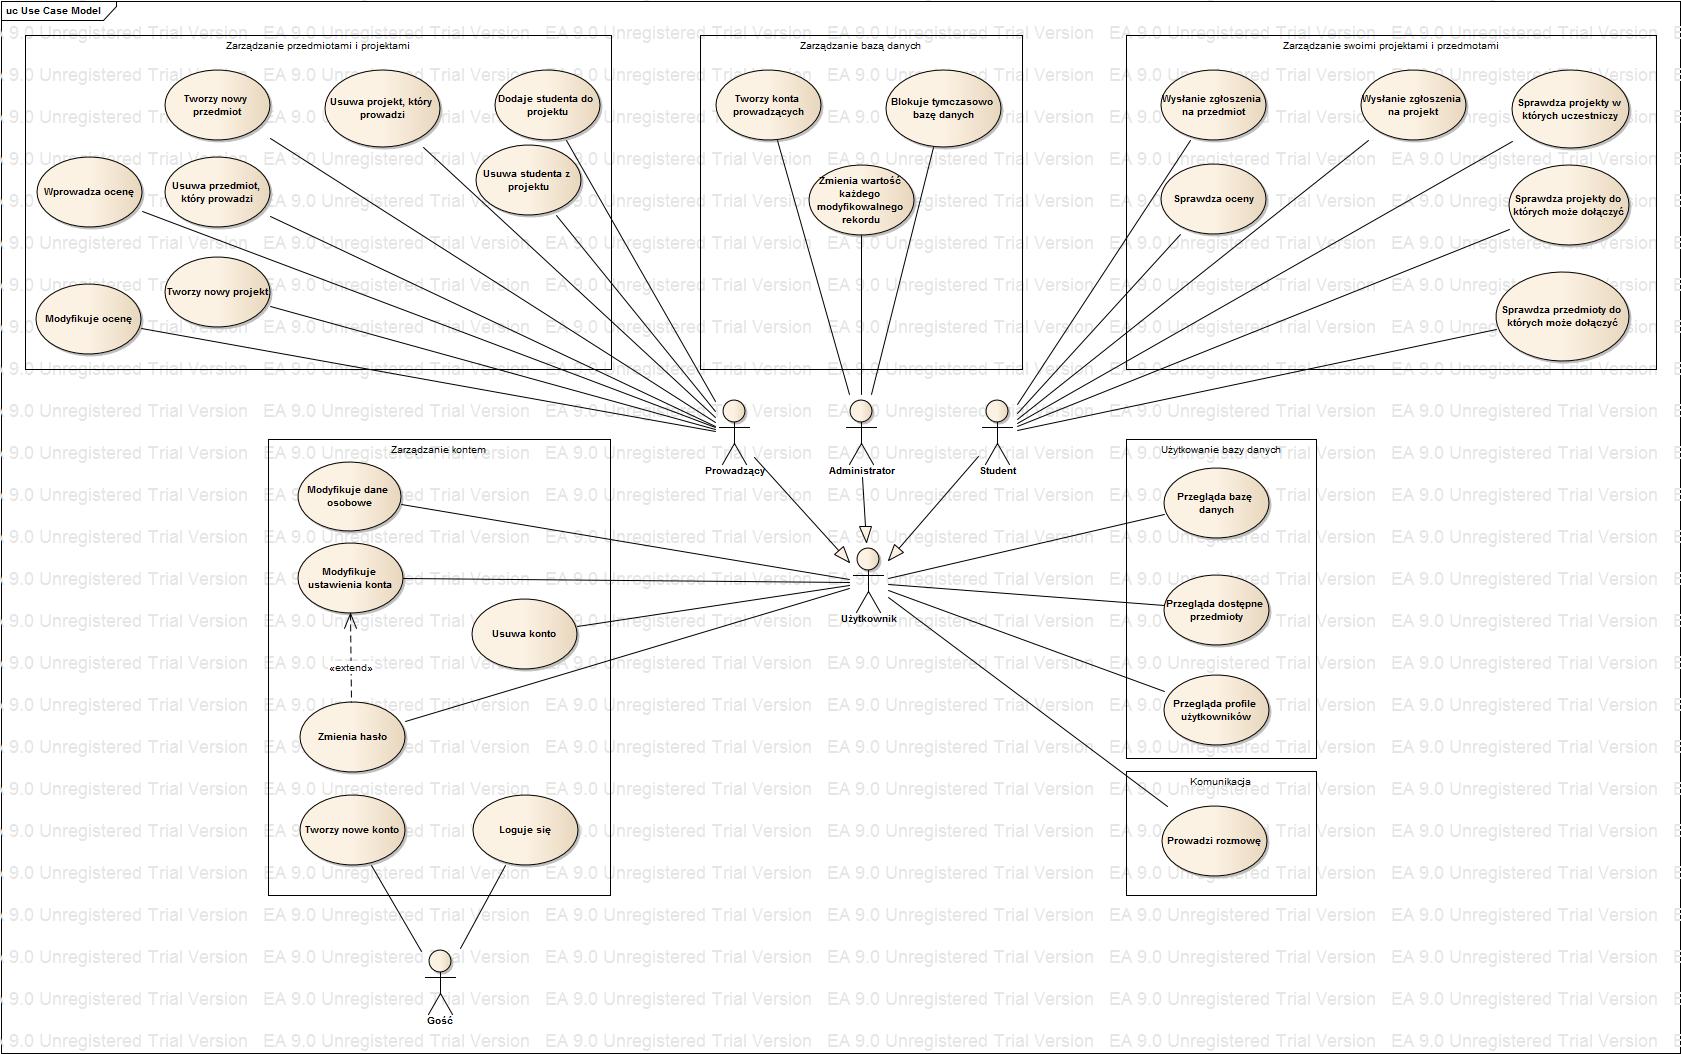 uc Use Case Model
Zarządzanie przedmiotami i projektami
Tworzy nowy
przedmiot
Usuwa projekt, który
prowadzi
Dodaje studenta do
projektu
Wprowadza ocenę
Usuwa przedmiot,
który prowadzi
Usuwa studenta z
projektu
Modyfikuje ocenę
Tworzy nowy projekt
Zarządzanie bazą danych
Tworzy konta
prowadzących
Blokuje tymczasowo
bazę danych
Zmienia wartość
każdego
modyfikowalnego
rekordu
Zarządzanie swoimi projektami i przedmotami
Wysłanie zgłoszenia
na przedmiot
Wysłanie zgłoszenia
na projekt
Sprawdza projekty w
których uczestniczy
Sprawdza oceny
Sprawdza projekty do
których może dołączyć
Sprawdza przedmioty do
których może dołączyć
Prowadzący
Administrator
Student
Zarządzanie kontem
Modyfikuje dane
osobowe
Modyfikuje
ustawienia konta
Usuwa konto
«extend»
Zmienia hasło
Tworzy nowe konto
Loguje się
Użytkownik
Użytkowanie bazy danych
Przegląda bazę
danych
Przegląda dostępne
przedmioty
Przegląda profile
użytkowników
Komunikacja
Prowadzi rozmowę
Gość
EA 9.0 Unregistered Trial Version